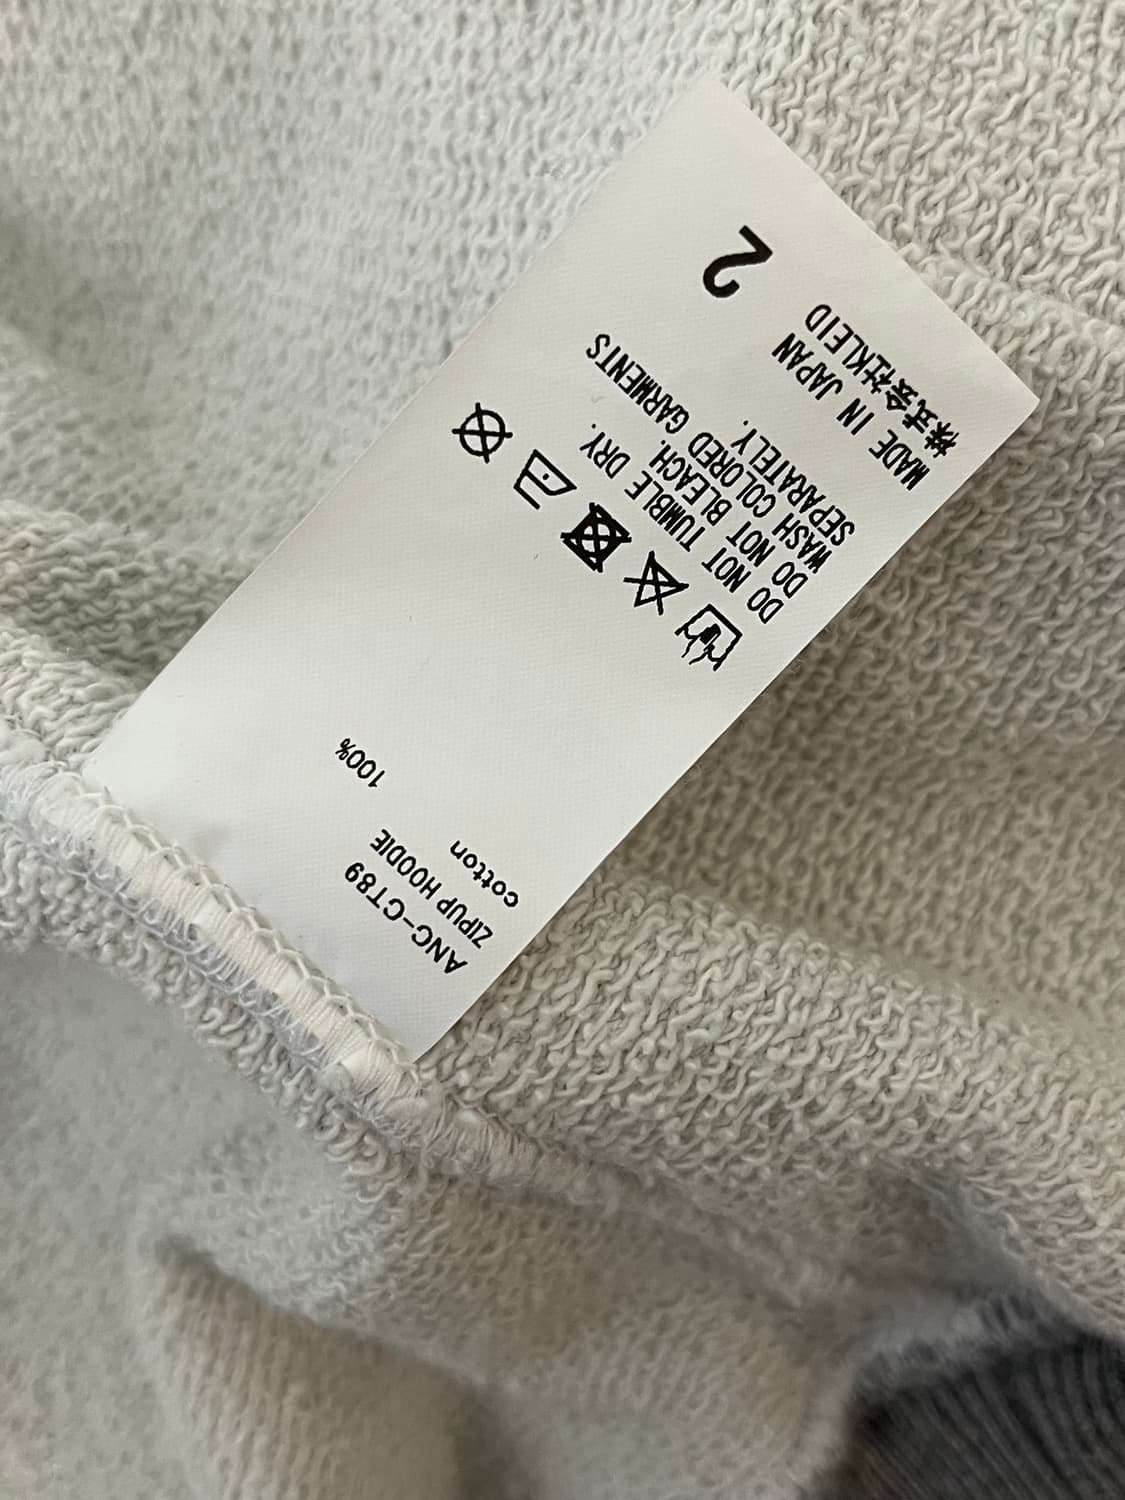 ANC-CT89
ZIPUP HOODIE
cotton 100%
DO NOT TUMBLE DRY.
DO NOT BLEACH.
WASH COLORED GARMENTS
SEPARATELY.
MADE IN JAPAN
株式会社KLEID
2